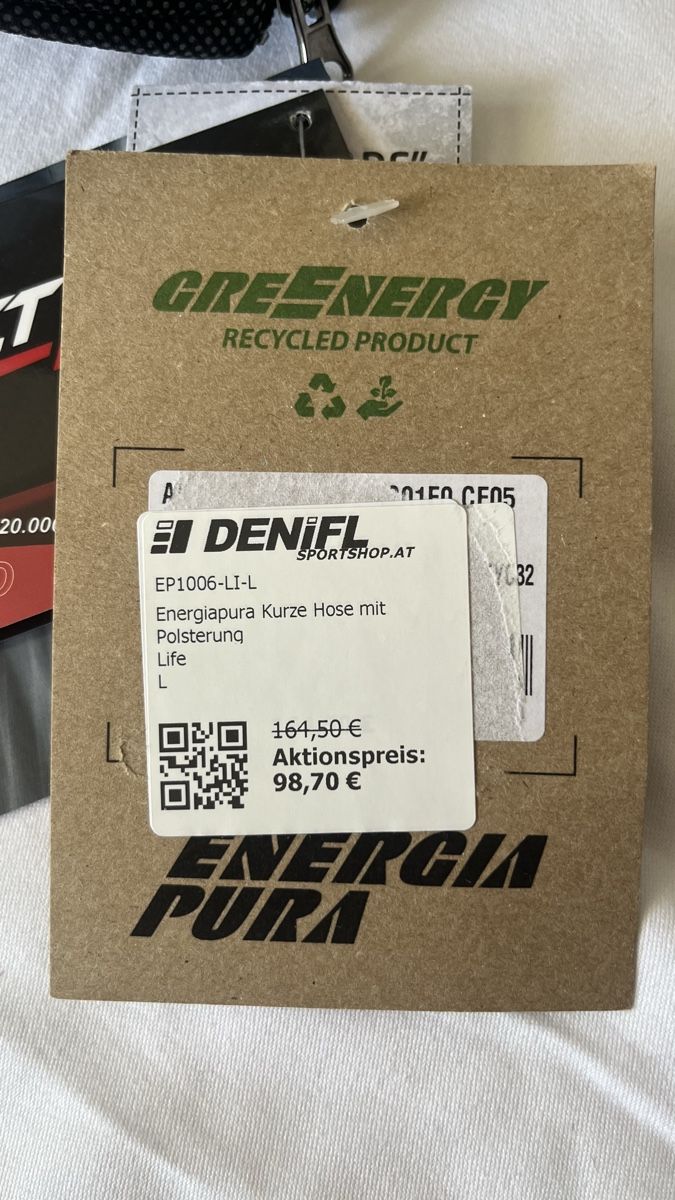 GREENERGY
RECYCLED PRODUCT
CE05
DENiFL
SPORTSHOP.AT
EP1006-LI-L
Energiapura Kurze Hose mit
Polsterung
Life
L
164,50 €
Aktionspreis:
98,70 €
ENERGIA
PURA